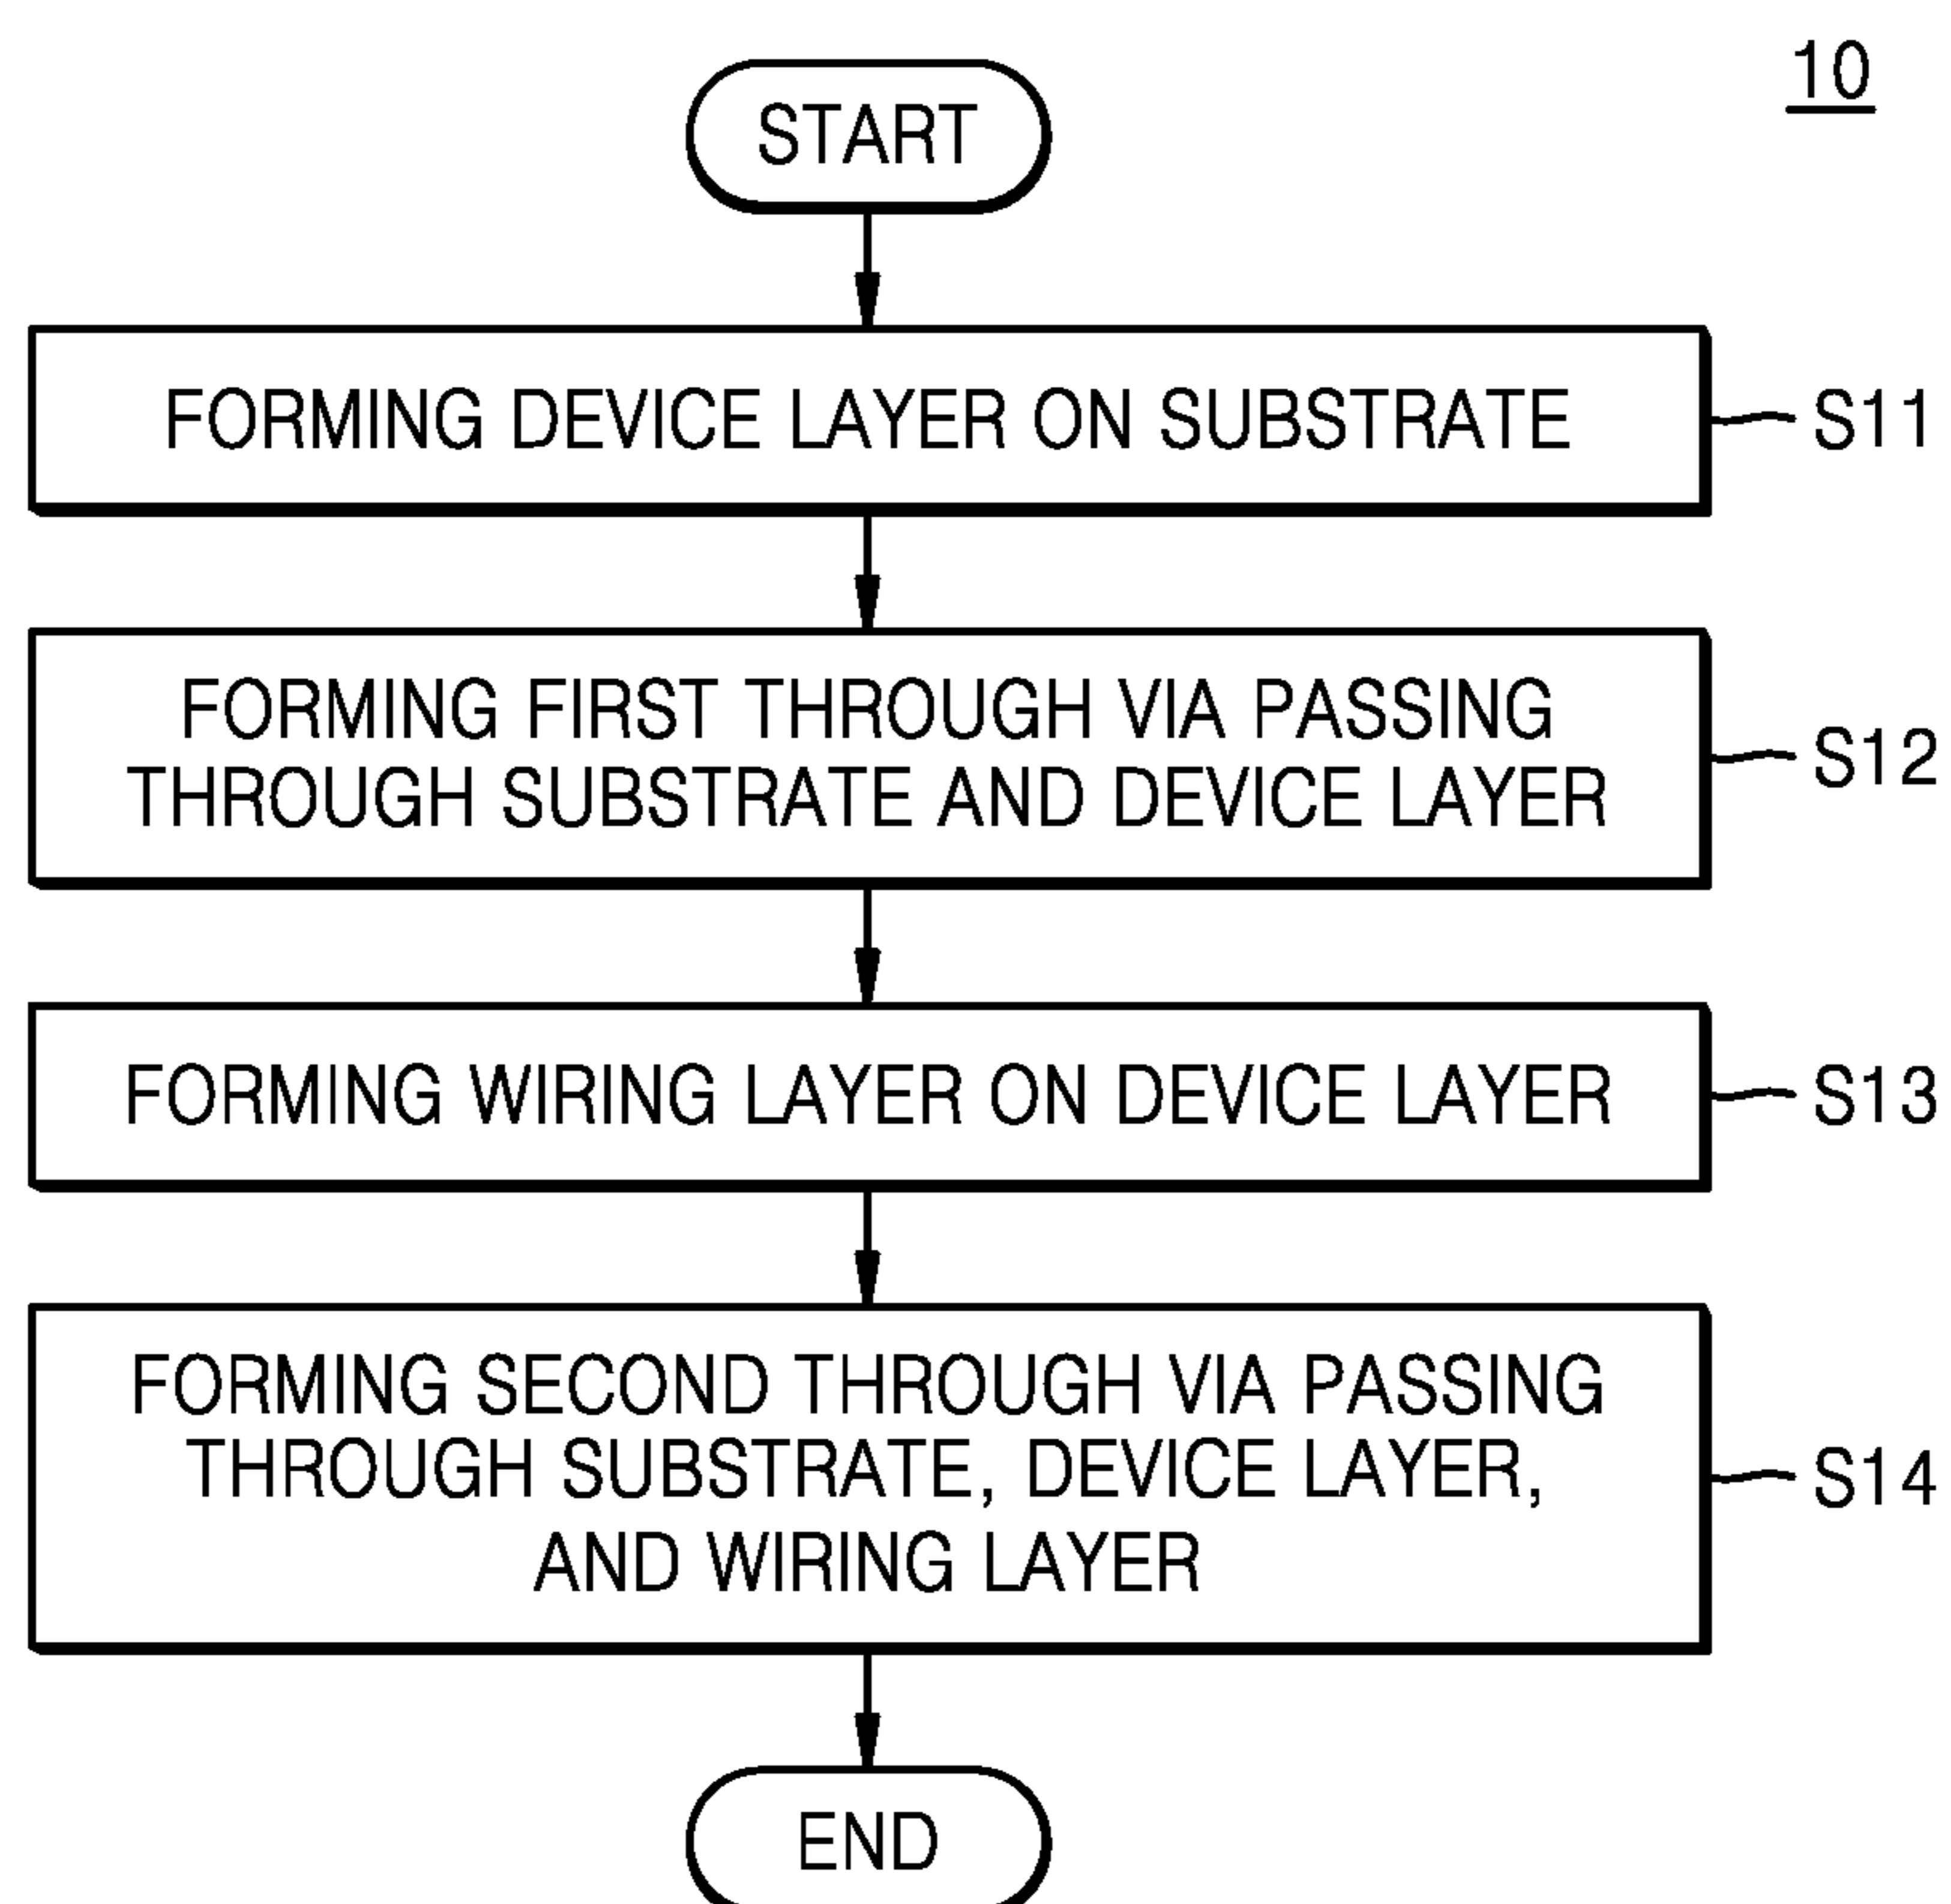 10
START
FORMING DEVICE LAYER ON SUBSTRATE
S11
FORMING FIRST THROUGH VIA PASSING
THROUGH SUBSTRATE AND DEVICE LAYER
S12
FORMING WIRING LAYER ON DEVICE LAYER
S13
FORMING SECOND THROUGH VIA PASSING
THROUGH SUBSTRATE, DEVICE LAYER,
AND WIRING LAYER
S14
END